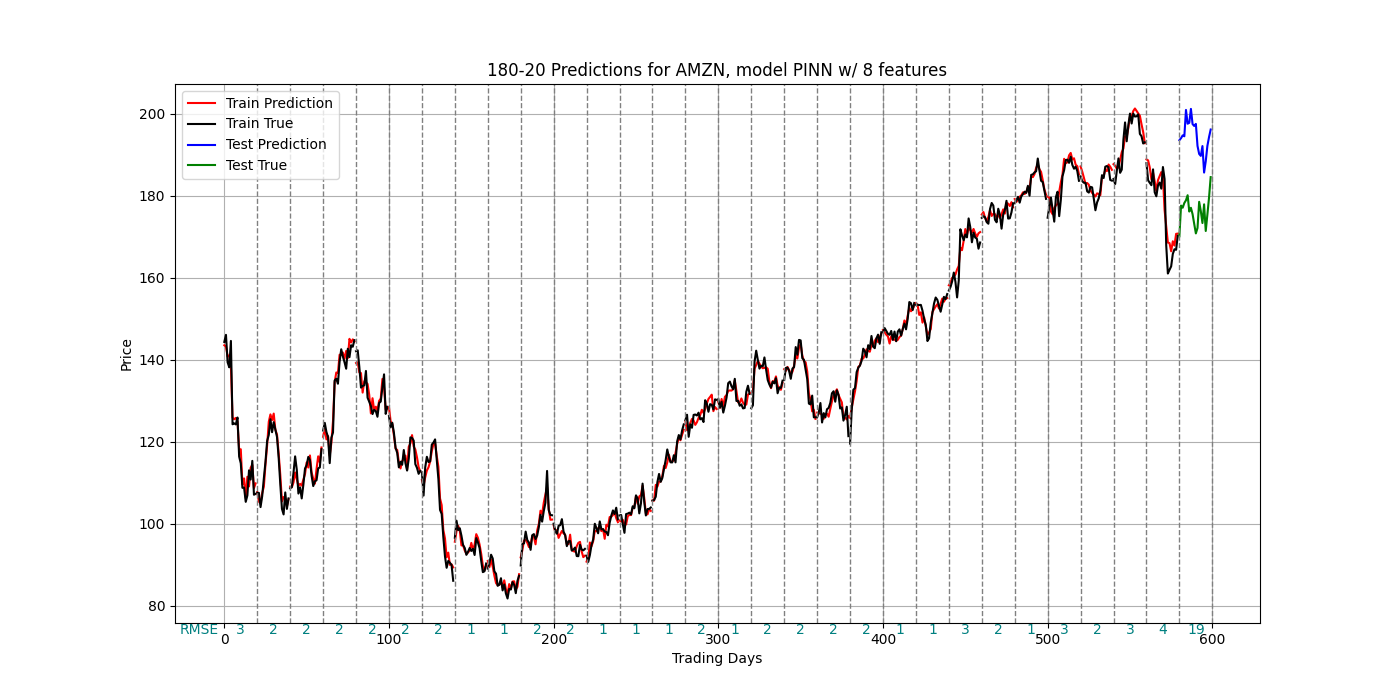 180-20 Predictions for AMZN, model PINN w/ 8 features
Train Prediction
Train True
Test Prediction
Test True
Price
200
180
160
140
120
100
80
RMSE 3 2 2 2 2 2 2 1 1 2 2 1 1 1 2 1 2 2 2 2 1 1 3 2 1 3 2 3 4 19
0 100 200 300 400 500 600
Trading Days